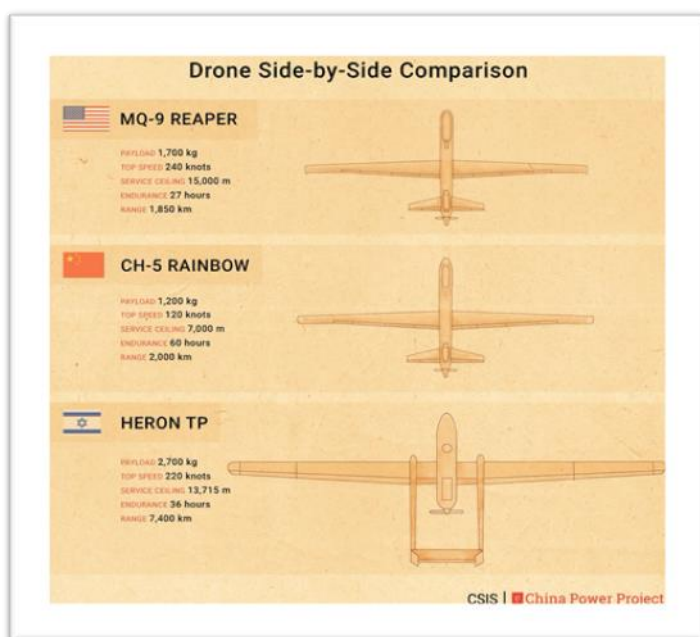 Drone Side-by-Side Comparison
MQ-9 REAPER
PAYLOAD 1,700 kg
TOP SPEED 240 knots
SERVICE CEILING 15,000 m
ENDURANCE 27 hours
RANGE 1,850 km
CH-5 RAINBOW
PAYLOAD 1,200 kg
TOP SPEED 120 knots
SERVICE CEILING 7,000 m
ENDURANCE 60 hours
RANGE 2,000 km
HERON TP
PAYLOAD 2,700 kg
TOP SPEED 220 knots
SERVICE CEILING 13,715 m
ENDURANCE 36 hours
RANGE 7,400 km
CSIS | China Power Project